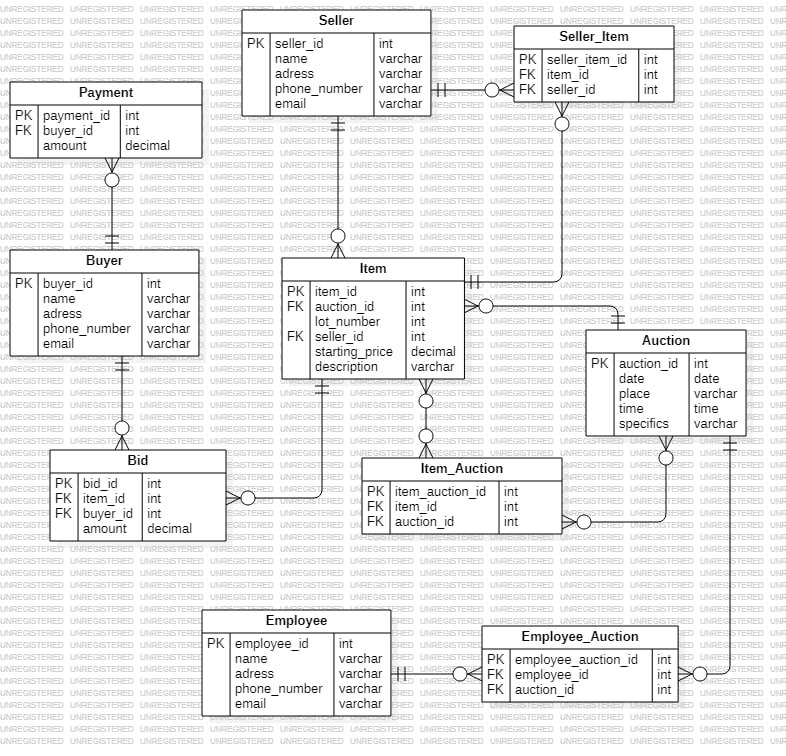 Seller
PK seller_id int
name varchar
adress varchar
phone_number varchar
email varchar
Seller_Item
PK seller_item_id int
FK item_id int
FK seller_id int
Payment
PK payment_id int
FK buyer_id int
amount decimal
Buyer
PK buyer_id int
name varchar
adress varchar
phone_number varchar
email varchar
Item
PK item_id int
FK auction_id int
lot_number int
FK seller_id int
starting_price decimal
description varchar
Auction
PK auction_id int
date date
place varchar
time time
specifics varchar
Bid
PK bid_id int
FK item_id int
FK buyer_id int
amount decimal
Item_Auction
PK item_auction_id int
FK item_id int
FK auction_id int
Employee
PK employee_id int
name varchar
adress varchar
phone_number varchar
email varchar
Employee_Auction
PK employee_auction_id int
FK employee_id int
FK auction_id int
UNREGISTERED